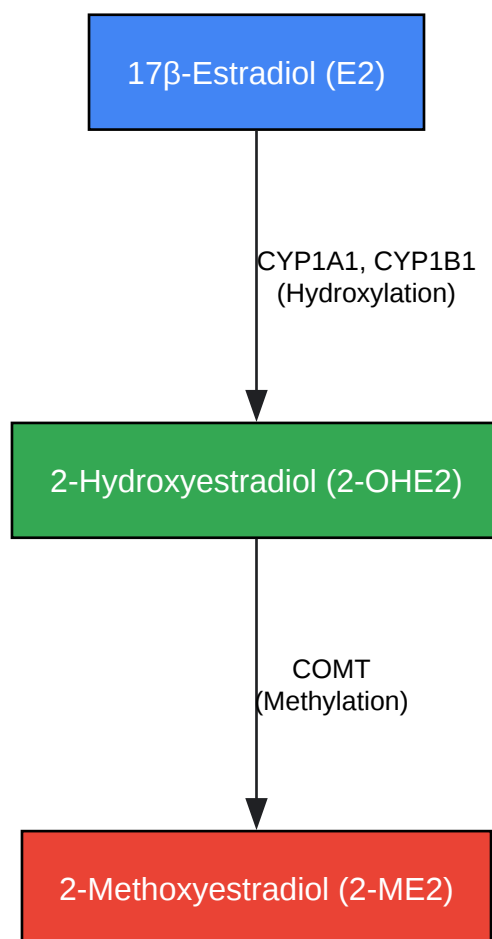 17β-Estradiol (E2)
CYP1A1, CYP1B1
(Hydroxylation)
2-Hydroxyestradiol (2-OHE2)
COMT
(Methylation)
2-Methoxyestradiol (2-ME2)